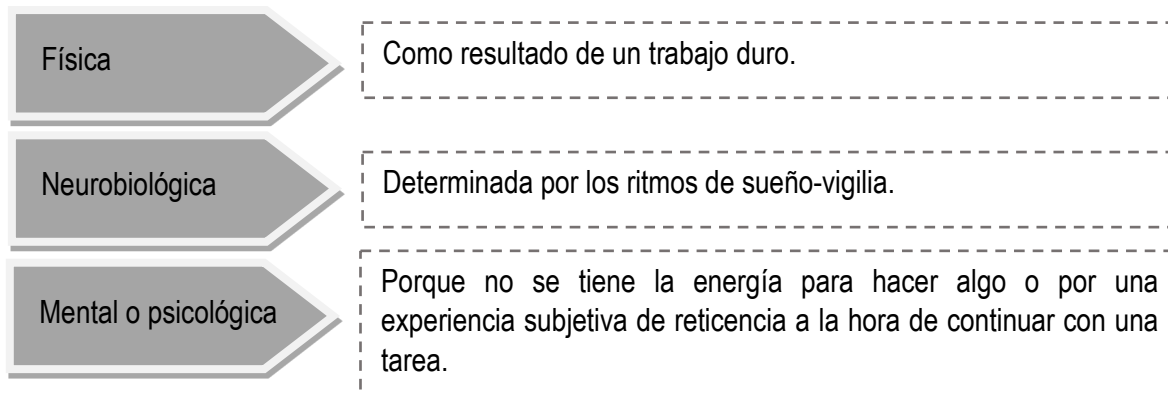 Física
Como resultado de un trabajo duro.
Neurobiológica
Determinada por los ritmos de sueño-vigilia.
Mental o psicológica
Porque no se tiene la energía para hacer algo o por una
experiencia subjetiva de reticencia a la hora de continuar con una
tarea.